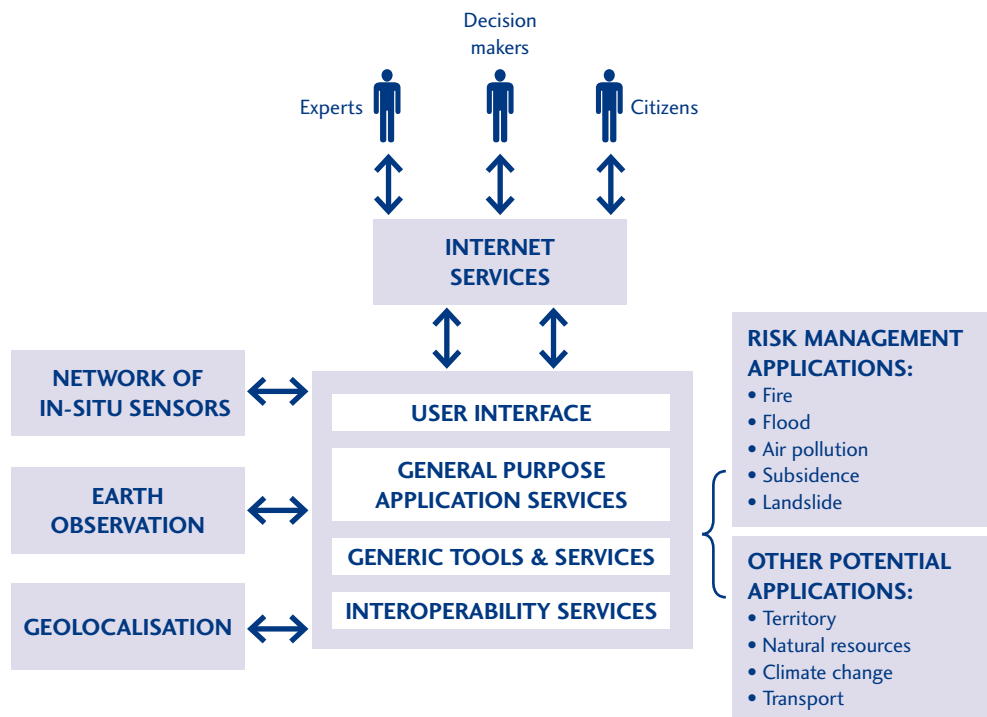 Decision
makers
Experts
Citizens
INTERNET
SERVICES
NETWORK OF
IN-SITU SENSORS
EARTH
OBSERVATION
GEOLOCALISATION
USER INTERFACE
GENERAL PURPOSE
APPLICATION SERVICES
GENERIC TOOLS & SERVICES
INTEROPERABILITY SERVICES
RISK MANAGEMENT
APPLICATIONS:
• Fire
• Flood
• Air pollution
• Subsidence
• Landslide
OTHER POTENTIAL
APPLICATIONS:
• Territory
• Natural resources
• Climate change
• Transport